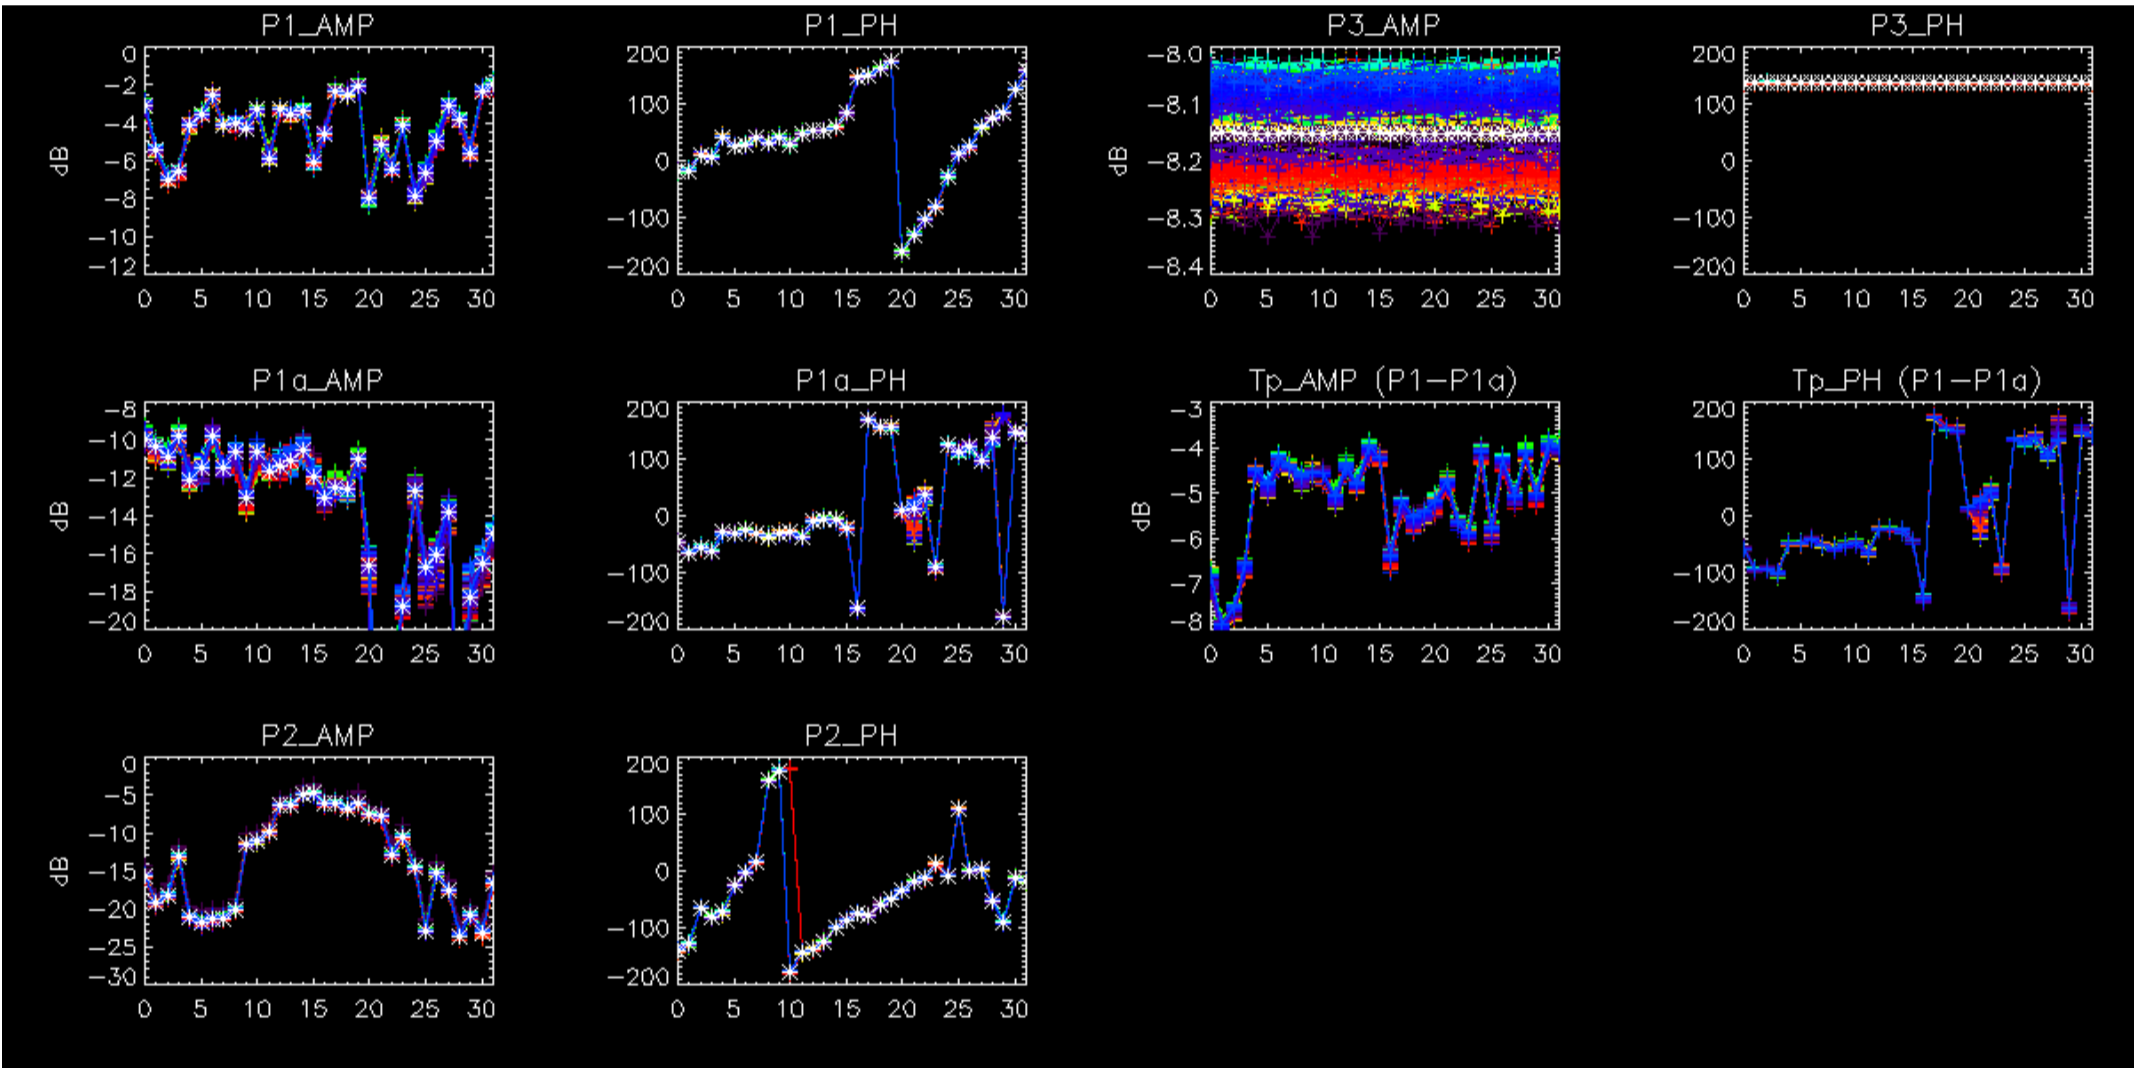 P1_AMP
0
−2
−4
−6
−8
−10
−12
dB
0 5 10 15 20 25 30
P1_PH
200
100
0
−100
−200
0 5 10 15 20 25 30
P3_AMP
−8.0
−8.1
−8.2
−8.3
−8.4
dB
0 5 10 15 20 25 30
P3_PH
200
100
0
−100
−200
0 5 10 15 20 25 30
P1a_AMP
−8
−10
−12
−14
−16
−18
−20
dB
0 5 10 15 20 25 30
P1a_PH
200
100
0
−100
−200
0 5 10 15 20 25 30
Tp_AMP (P1−P1a)
−3
−4
−5
−6
−7
−8
dB
0 5 10 15 20 25 30
Tp_PH (P1−P1a)
200
100
0
−100
−200
0 5 10 15 20 25 30
P2_AMP
0
−5
−10
−15
−20
−25
−30
dB
0 5 10 15 20 25 30
P2_PH
200
100
0
−100
−200
0 5 10 15 20 25 30